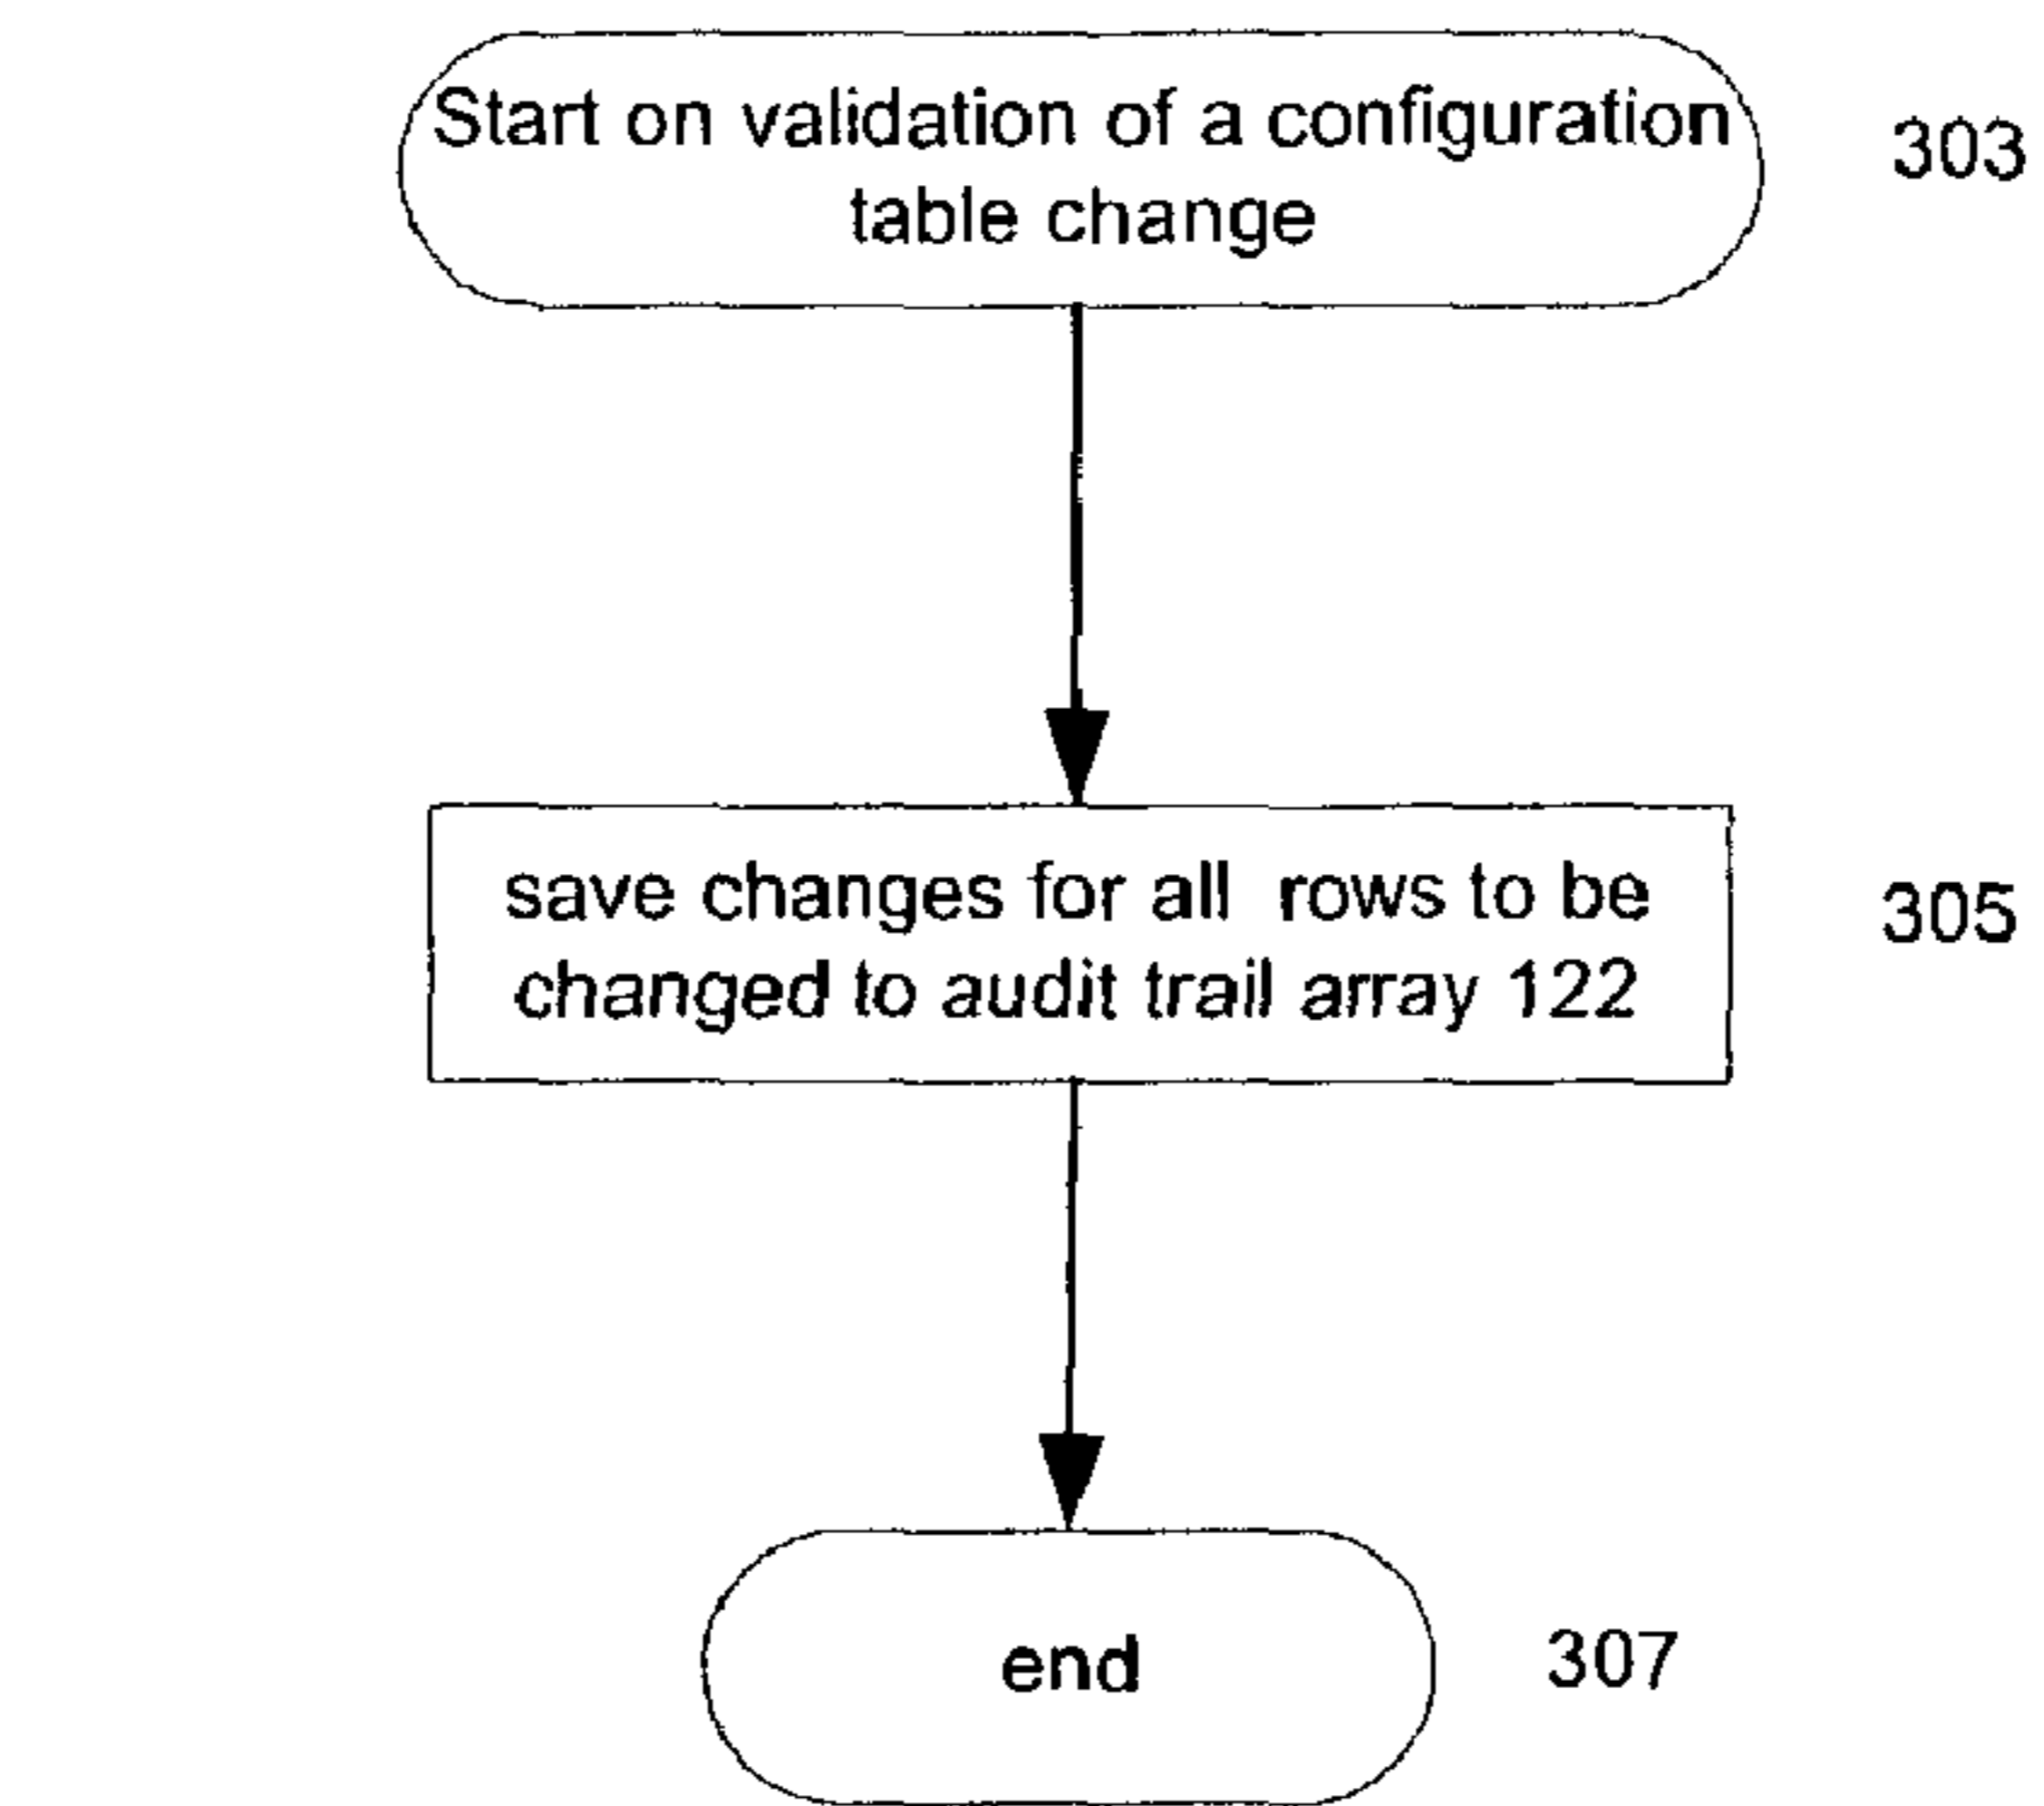 Start on validation of a configuration
table change
303
save changes for all rows to be
changed to audit trail array 122
305
end
307